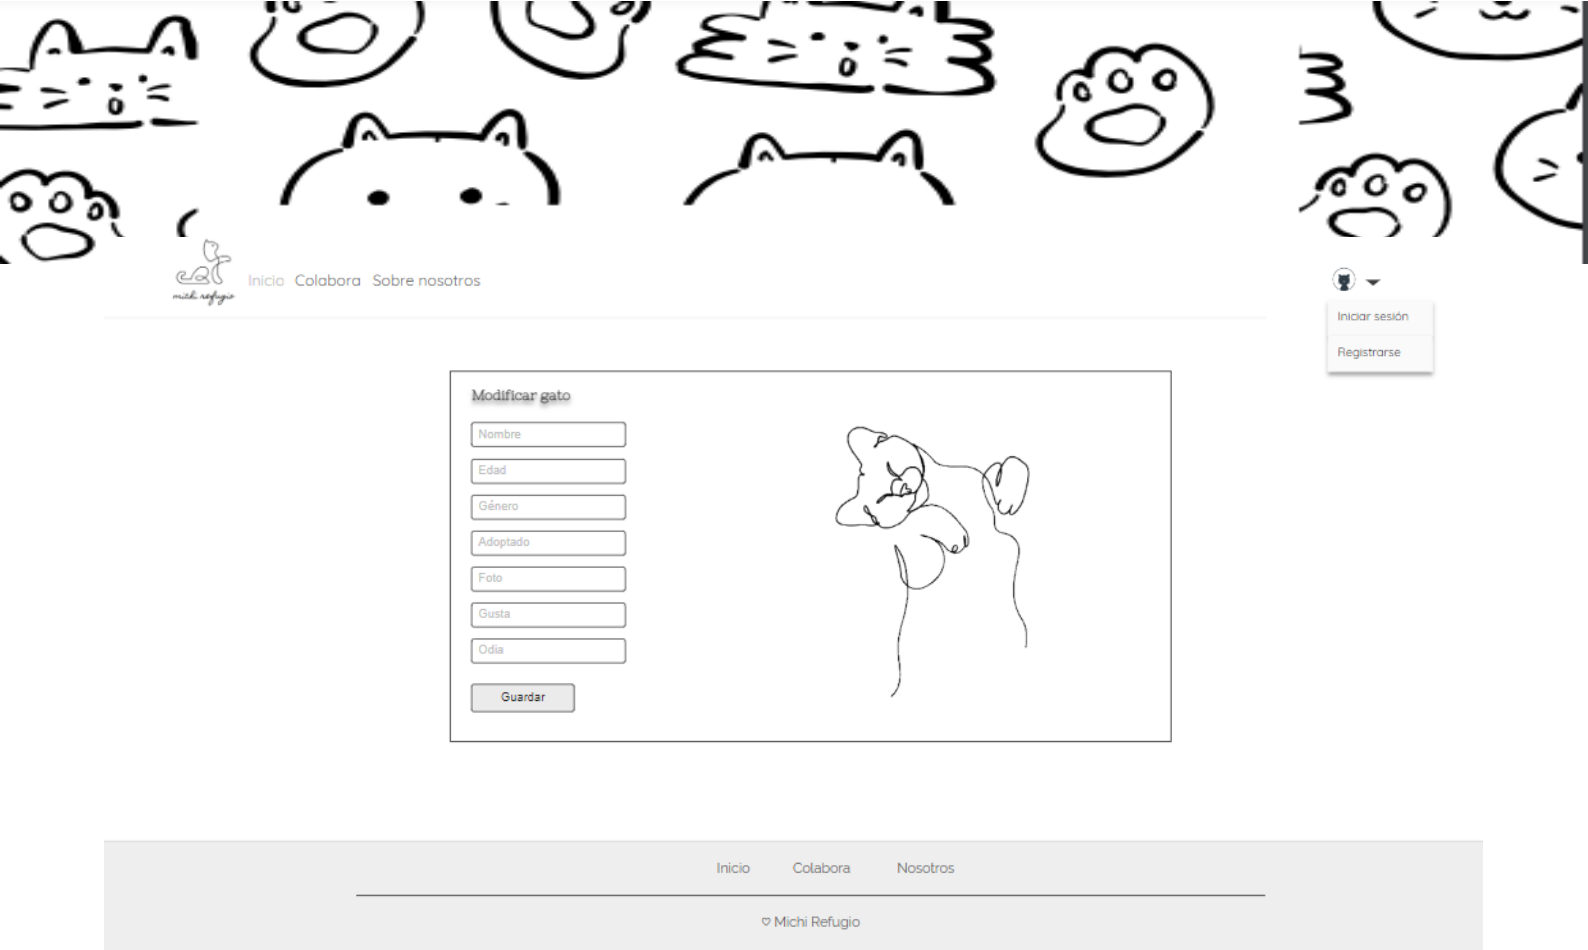 michi refugio
Inicio Colabora Sobre nosotros
Iniciar sesión
Registrarse
Modificar gato
Nombre
Edad
Género
Adoptado
Foto
Gusta
Odia
Guardar
Inicio Colabora Nosotros
♡ Michi Refugio